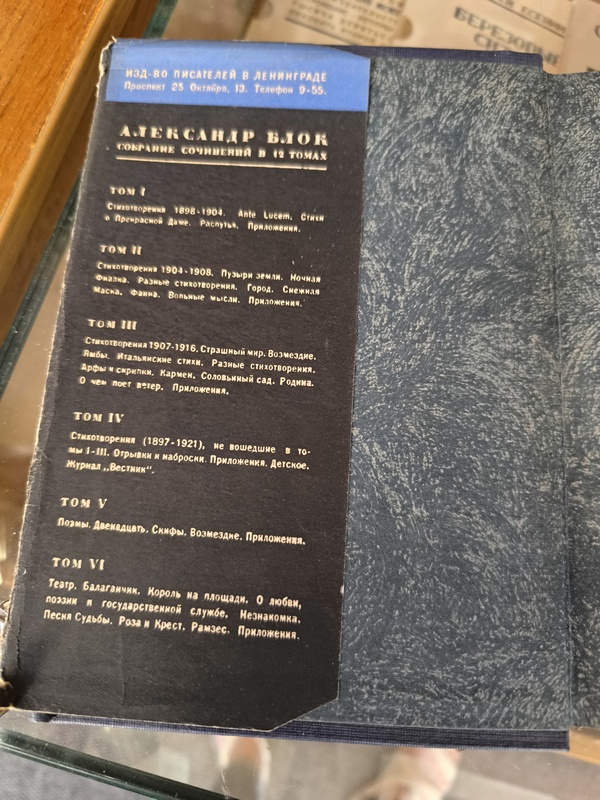 ИЗД-ВО ПИСАТЕЛЕЙ В ЛЕНИНГРАДЕ
Проспект 25 Октября, 13. Телефон 9-55.
АЛЕКСАНДР БЛОК
СОБРАНИЕ СОЧИНЕНИЙ В 12 ТОМАХ
ТОМ I
Стихотворения 1898-1904. Ante Lucem. Стихи
о Прекрасной Даме. Распутья. Приложения.
ТОМ II
Стихотворения 1904-1908. Пузыри земли. Ночная
Фиалка. Разные стихотворения. Город. Снежная
Маска. Фаина. Вольные мысли. Приложения.
ТОМ III
Стихотворения 1907-1916. Страшный мир. Возмездие.
Ямбы. Итальянские стихи. Разные стихотворения.
Арфы и скрипки. Кармен. Соловьиный сад. Родина.
О чем поет ветер. Приложения.
ТОМ IV
Стихотворения (1897-1921), не вошедшие в то-
мы I-III. Отрывки и наброски. Приложения. Детское.
Журнал „Вестник".
ТОМ V
Поэмы. Двенадцать. Скифы. Возмездие. Приложения.
ТОМ VI
Театр. Балаганчик. Король на площади. О любви,
поэзии и государственной службе. Незнакомка.
Песня Судьбы. Роза и Крест. Рамзес. Приложения.